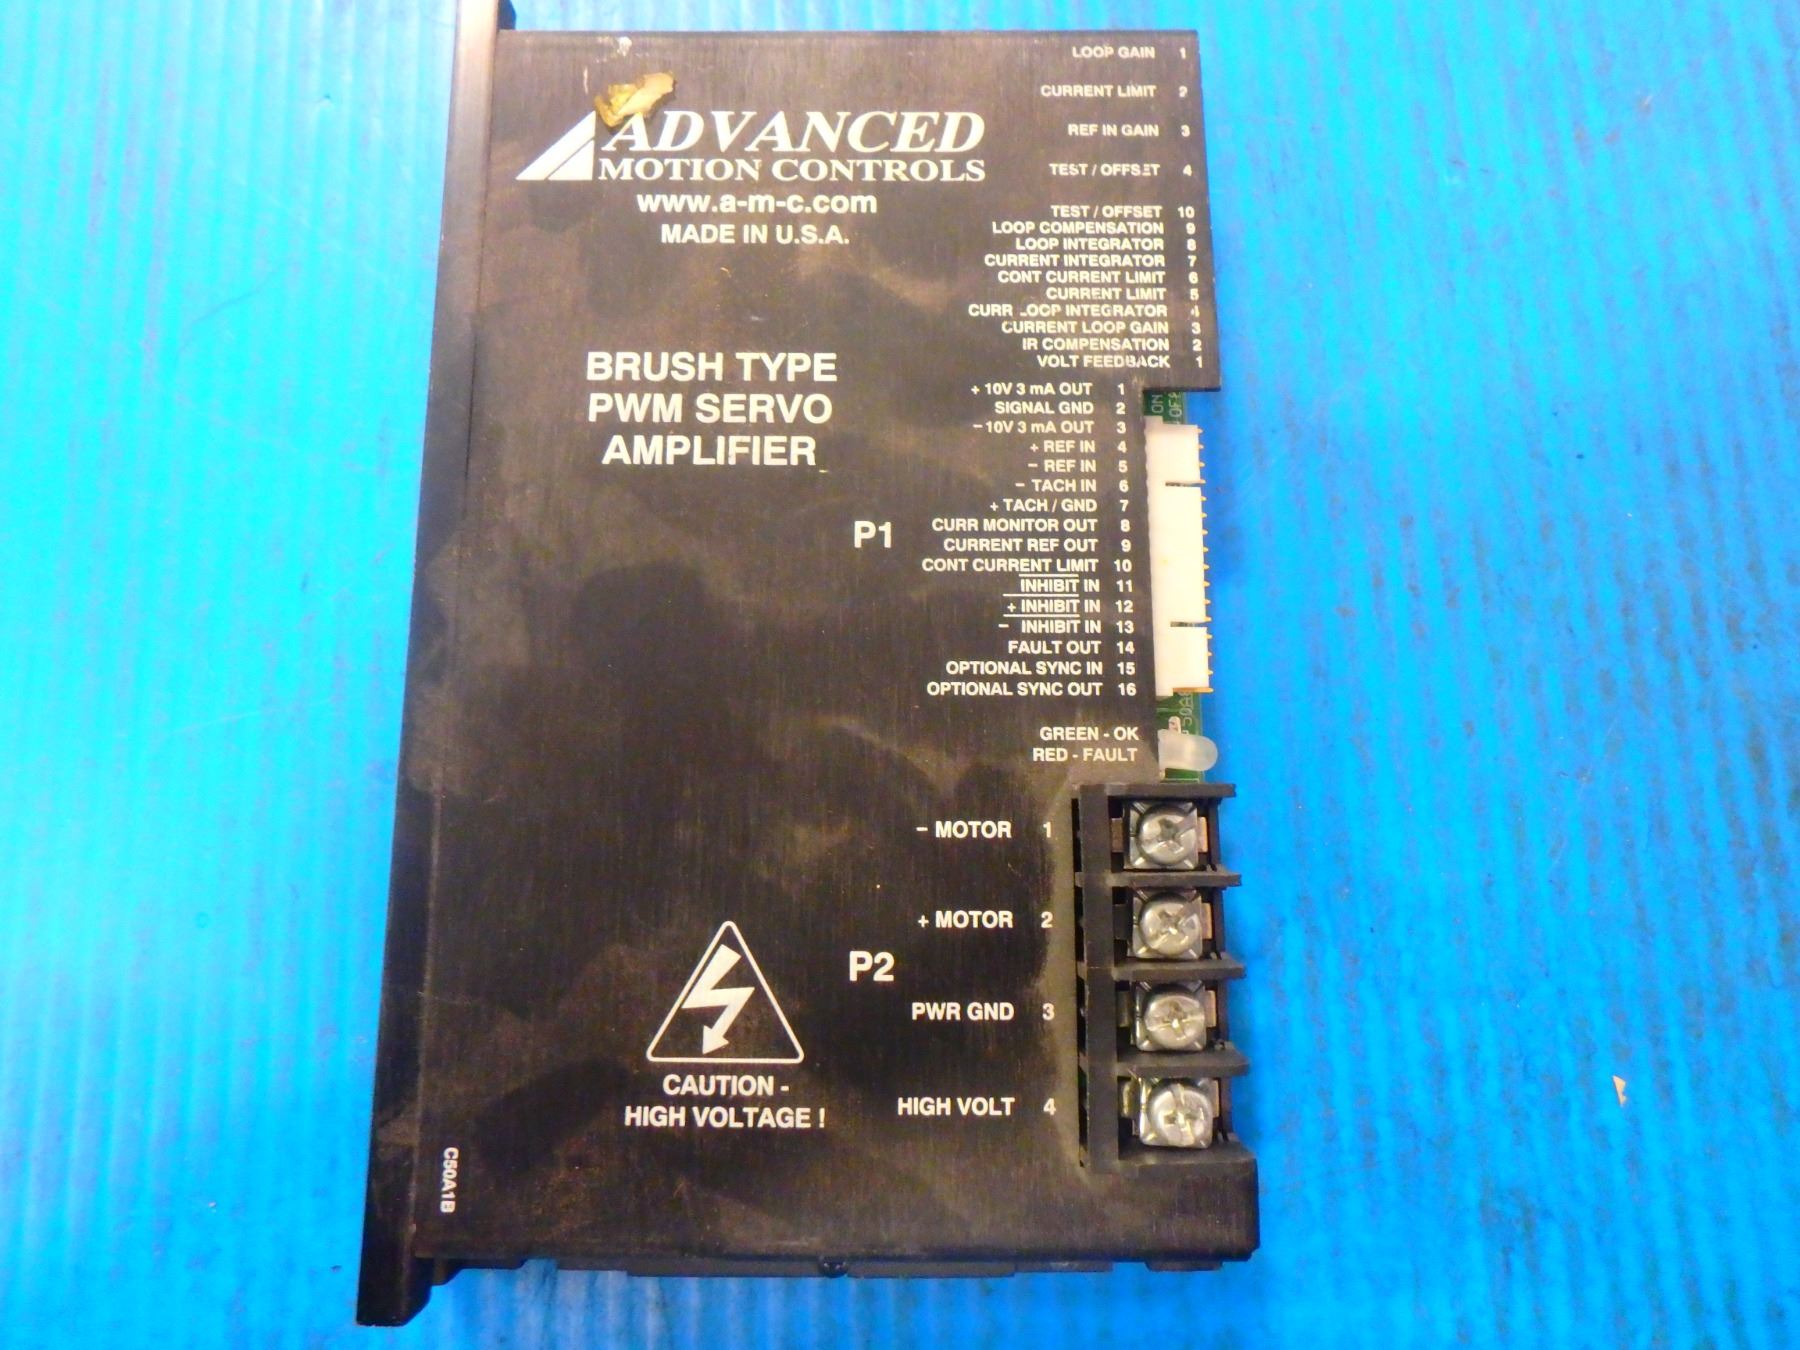 ADVANCED
MOTION CONTROLS
www.a-m-c.com
MADE IN U.S.A.
BRUSH TYPE
PWM SERVO
AMPLIFIER
LOOP GAIN 1
CURRENT LIMIT 2
REF IN GAIN 3
TEST / OFFSET 4
TEST / OFFSET 10
LOOP COMPENSATION 9
LOOP INTEGRATOR 8
CURRENT INTEGRATOR 7
CONT CURRENT LIMIT 6
CURRENT LIMIT 5
CURR LOOP INTEGRATOR 4
CURRENT LOOP GAIN 3
IR COMPENSATION 2
VOLT FEEDBACK 1
P1
+ 10V 3 mA OUT 1
SIGNAL GND 2
- 10V 3 mA OUT 3
+ REF IN 4
- REF IN 5
- TACH IN 6
+ TACH / GND 7
CURR MONITOR OUT 8
CURRENT REF OUT 9
CONT CURRENT LIMIT 10
INHIBIT IN 11
+ INHIBIT IN 12
- INHIBIT IN 13
FAULT OUT 14
OPTIONAL SYNC IN 15
OPTIONAL SYNC OUT 16
ON
GREEN - OK
RED - FAULT
P2
- MOTOR 1
+ MOTOR 2
PWR GND 3
HIGH VOLT 4
CAUTION -
HIGH VOLTAGE !
C50A1B